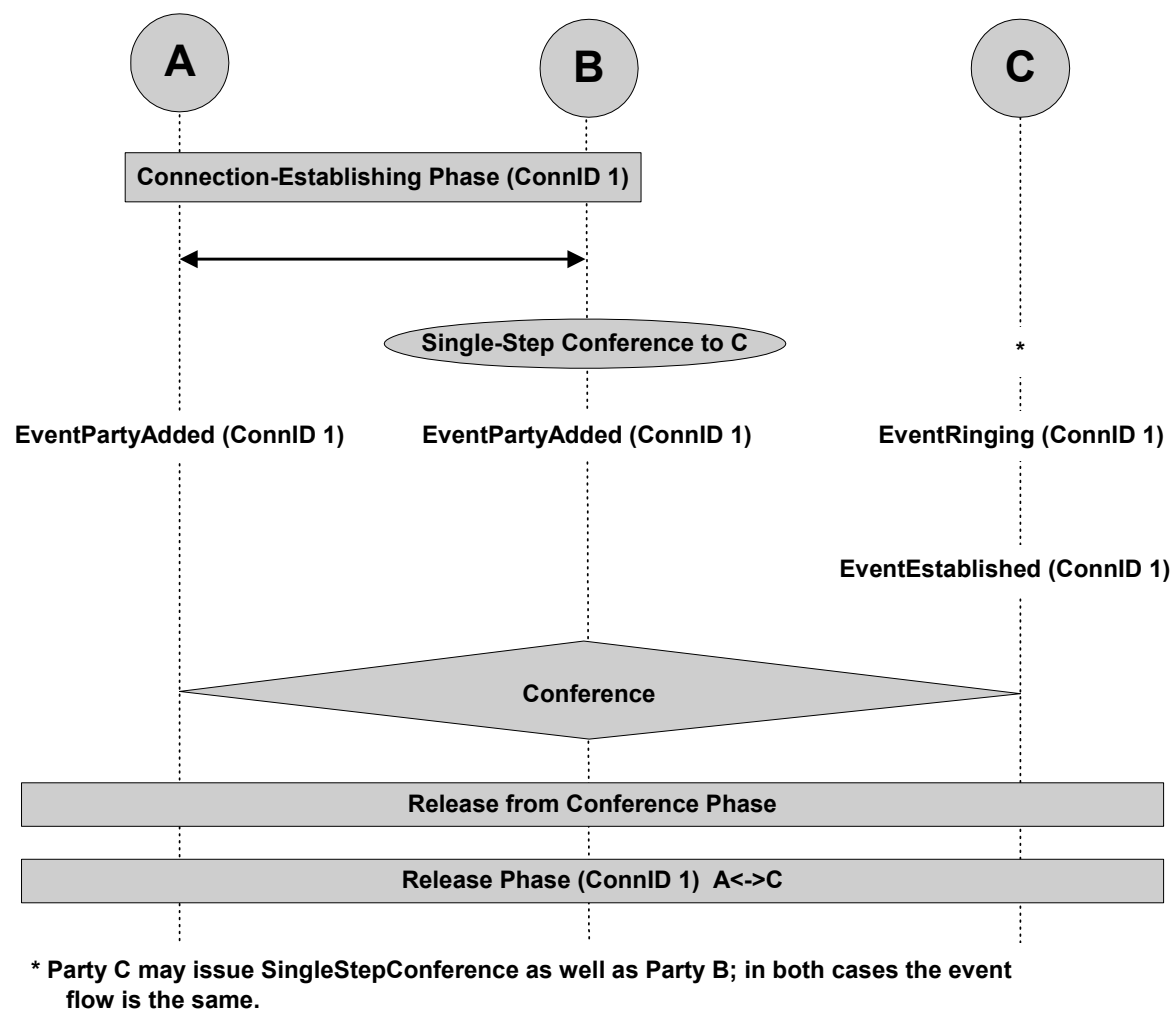 A
B
C
Connection-Establishing Phase (ConnID 1)
Single-Step Conference to C
*
EventPartyAdded (ConnID 1)
EventPartyAdded (ConnID 1)
EventRinging (ConnID 1)
EventEstablished (ConnID 1)
Conference
Release from Conference Phase
Release Phase (ConnID 1) A<->C
* Party C may issue SingleStepConference as well as Party B; in both cases the event
flow is the same.